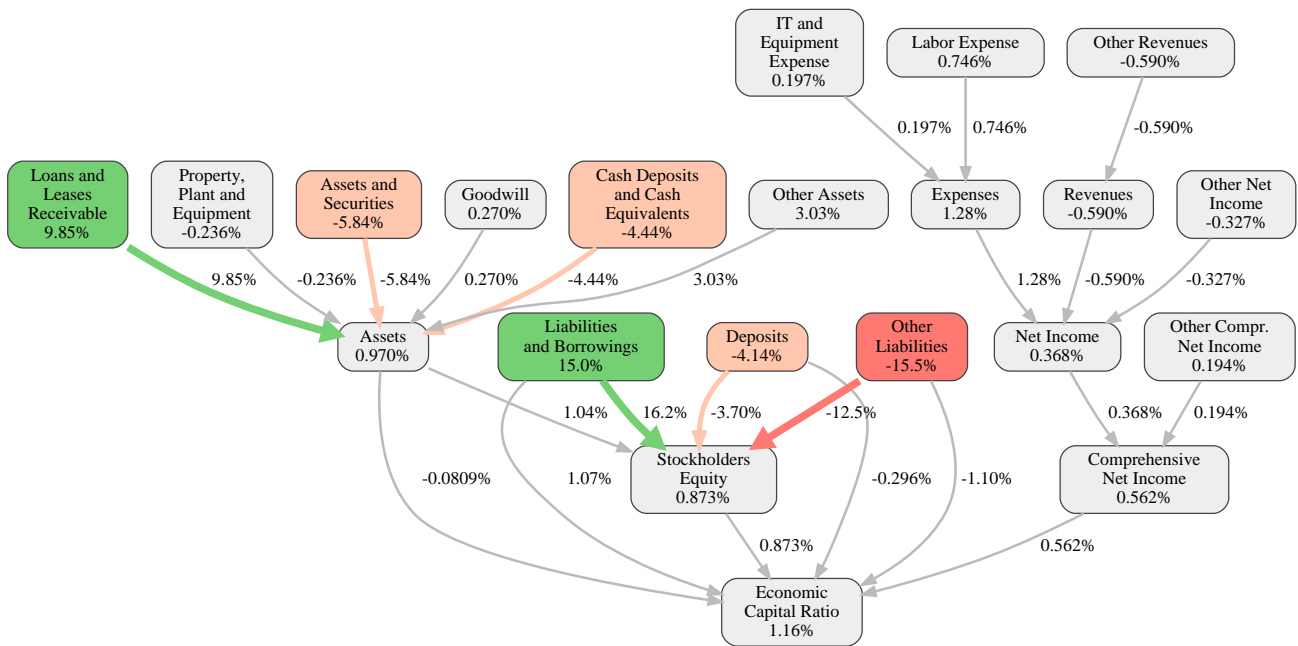 IT and
Equipment
Expense
0.197%
Labor Expense
0.746%
Other Revenues
-0.590%
0.197%
0.746%
-0.590%
Loans and
Leases
Receivable
9.85%
Property,
Plant and
Equipment
-0.236%
Assets and
Securities
-5.84%
Goodwill
0.270%
Cash Deposits
and Cash
Equivalents
-4.44%
Other Assets
3.03%
Expenses
1.28%
Revenues
-0.590%
Other Net
Income
-0.327%
9.85%
-0.236%
-5.84%
0.270%
-4.44%
3.03%
1.28%
-0.590%
-0.327%
Assets
0.970%
Liabilities
and Borrowings
15.0%
Deposits
-4.14%
Other
Liabilities
-15.5%
Net Income
0.368%
Other Compr.
Net Income
0.194%
1.04%
16.2%
-3.70%
-12.5%
0.368%
0.194%
-0.0809%
1.07%
Stockholders
Equity
0.873%
-0.296%
-1.10%
Comprehensive
Net Income
0.562%
0.873%
0.562%
Economic
Capital Ratio
1.16%